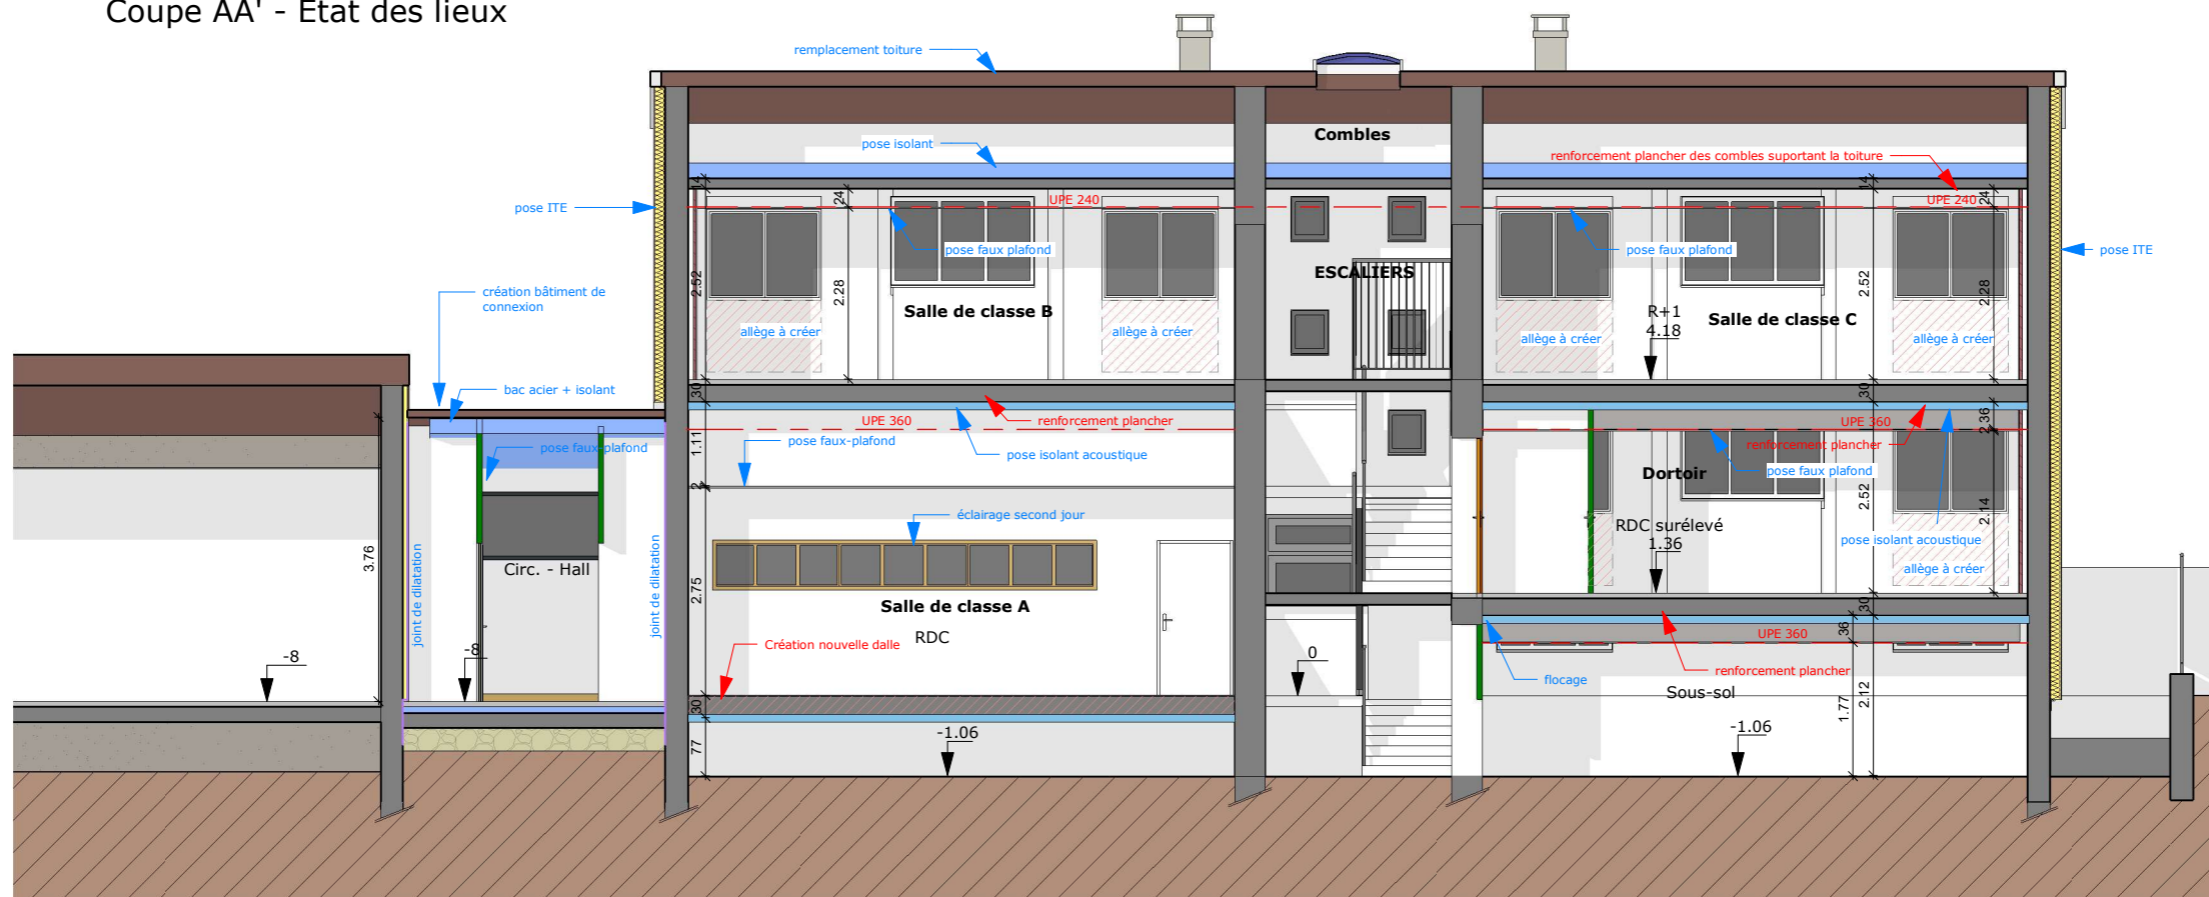 Coupe AA' - Etat des lieux
remplacement toiture
Combles
pose isolant
renforcement plancher des combles suportant la toiture
14
14
24
UPE 240
UPE 240
24
pose ITE
pose faux plafond
pose faux plafond
pose ITE
ESCALIERS
2.52
2.28
2.52
2.28
création bâtiment de
connexion
Salle de classe B
R+1
4.18
Salle de classe C
allège à créer
allège à créer
allège à créer
allège à créer
bac acier + isolant
30
30
UPE 360
renforcement plancher
UPE 360
2.36
renforcement plancher
pose faux-plafond
pose faux plafond
1.11
pose isolant acoustique
pose faux plafond
Dortoir
2
2.52
2.14
éclairage second jour
RDC surélevé
1.36
pose isolant acoustique
3.76
joint de dilatation
Circ. - Hall
joint de dilatation
2.75
allège à créer
Salle de classe A
RDC
30
36
UPE 360
Création nouvelle dalle
-8
-8
0
renforcement plancher
flocage
Sous-sol
30
1.77
2.12
77
-1.06
-1.06